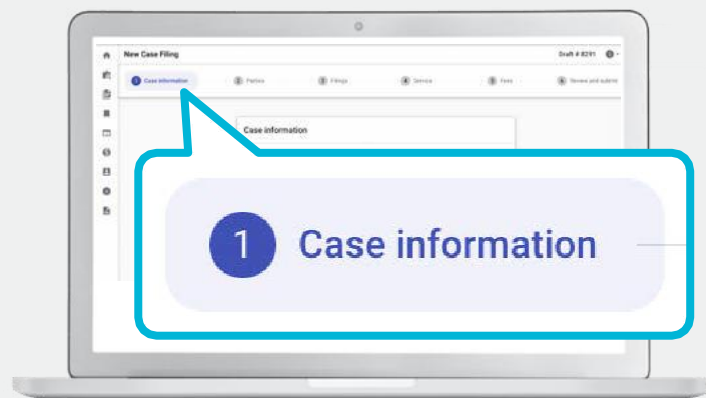 New Case Filing
Draft # 8291
1 Case information
2 Parties
3 Filings
4 Service
5 Fees
6 Review and submit
Case information
1 Case information